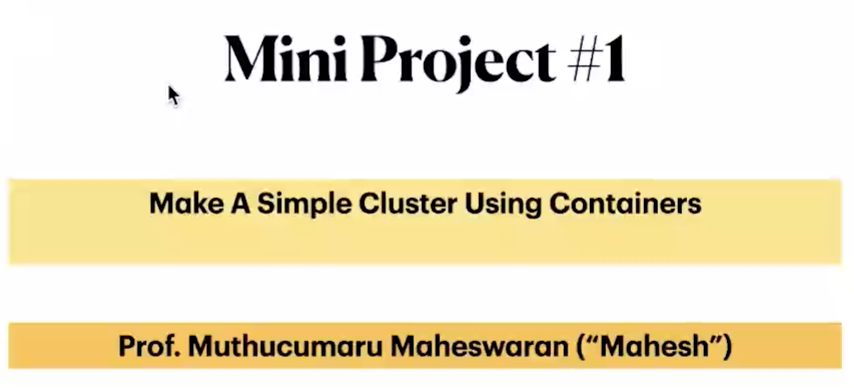 Mini Project #1
Make A Simple Cluster Using Containers
Prof. Muthucumaru Maheswaran (“Mahesh”)